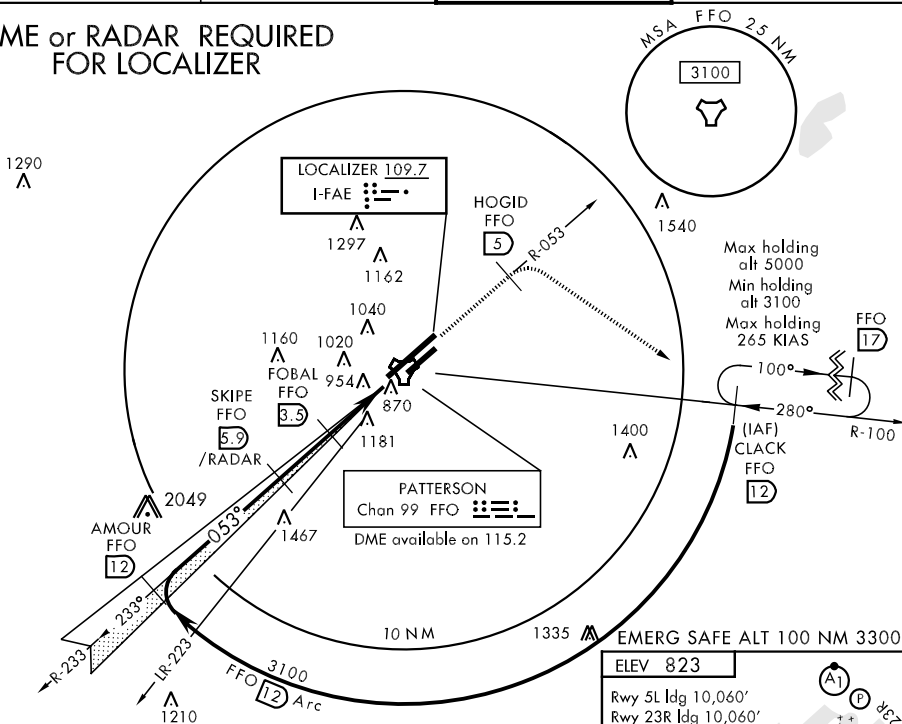 ME or RADAR REQUIRED
FOR LOCALIZER
MSA FFO 25 NM
3100
1290
LOCALIZER 109.7
I-FAE
HOGID
FFO
5
R-053
1540
1297
1162
Max holding
alt 5000
Min holding
alt 3100
Max holding
265 KIAS
FFO
17
1040
1160
1020
954
870
1181
FOBAL
FFO
3.5
SKIPE
FFO
5.9
/RADAR
100°
280°
R-100
(IAF)
CLACK
FFO
12
1400
PATTERSON
Chan 99 FFO
DME available on 115.2
2049
053°
1467
AMOUR
FFO
12
233°
R-233
LR-223
10 NM
1335
3100
FFO 12 Arc
1210
EMERG SAFE ALT 100 NM 3300
ELEV 823
Rwy 5L ldg 10,060'
Rwy 23R ldg 10,060'
A1
P
23R